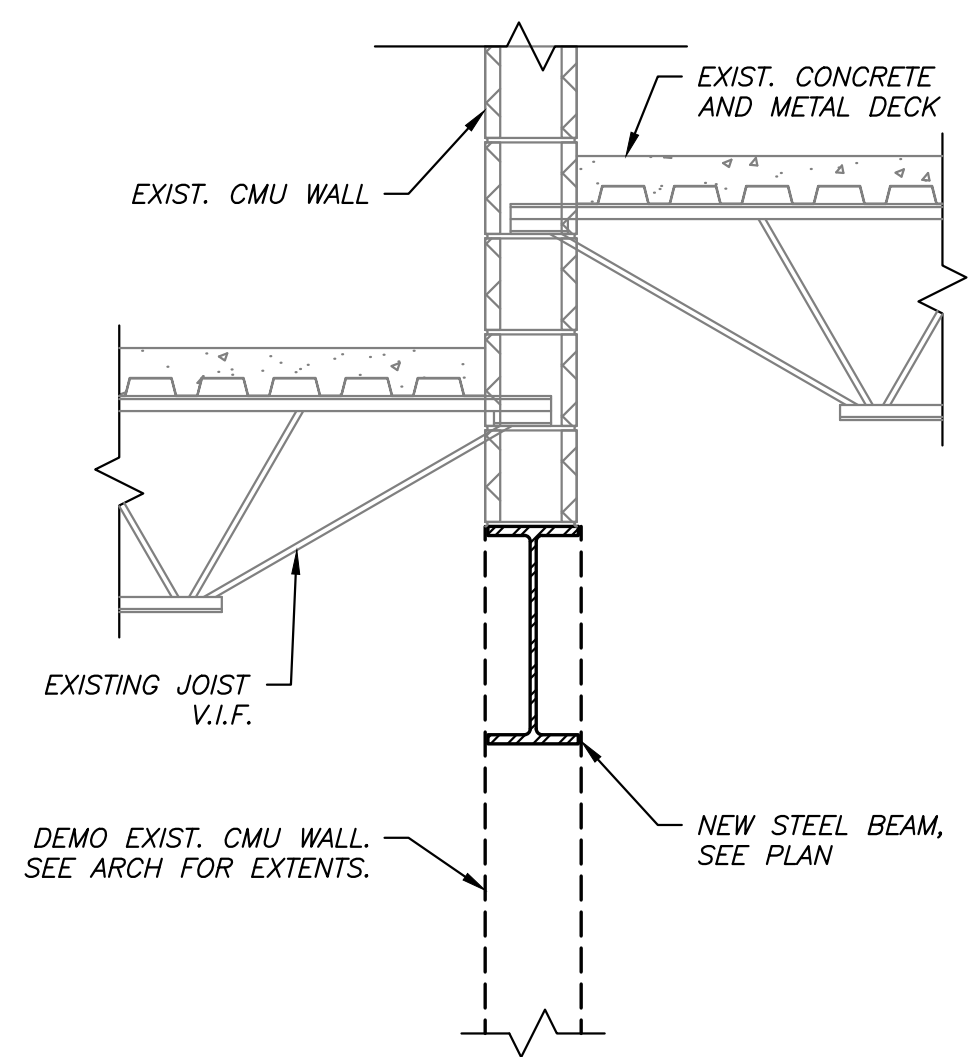 EXIST. CONCRETE
AND METAL DECK
EXIST. CMU WALL
EXISTING JOIST
V.I.F.
DEMO EXIST. CMU WALL.
SEE ARCH FOR EXTENTS.
NEW STEEL BEAM,
SEE PLAN